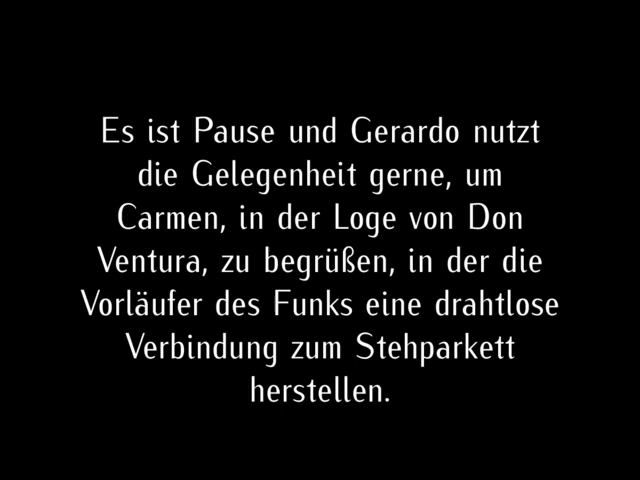 Es ist Pause und Gerardo nutzt
die Gelegenheit gerne, um
Carmen, in der Loge von Don
Ventura, zu begrüßen, in der die
Vorläufer des Funks eine drahtlose
Verbindung zum Stehparkett
herstellen.